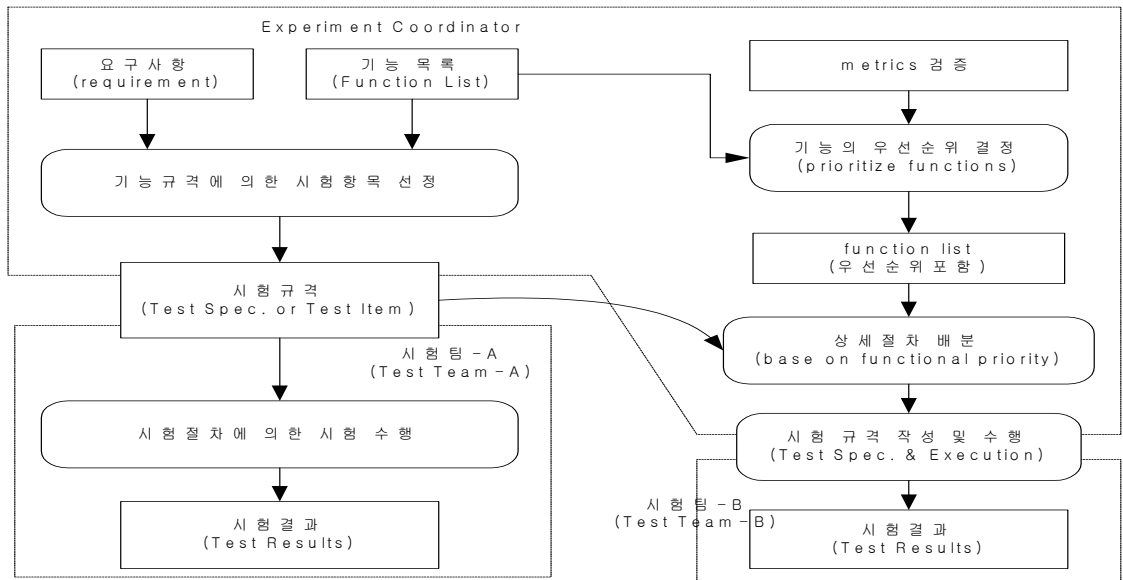 Experiment Coordinator
요구사항
(requirement)
기능 목록
(Function List)
metrics 검증
기능의 우선순위 결정
(prioritize functions)
기능규격에 의한 시험항목 선정
function list
(우선순위포함)
시험규격
(Test Spec. or Test Item)
상세절차 배분
(base on functional priority)
시험팀-A
(Test Team-A)
시험절차에 의한 시험 수행
시험 규격 작성 및 수행
(Test Spec. & Execution)
시험팀-B
(Test Team-B)
시험결과
(Test Results)
시험결과
(Test Results)